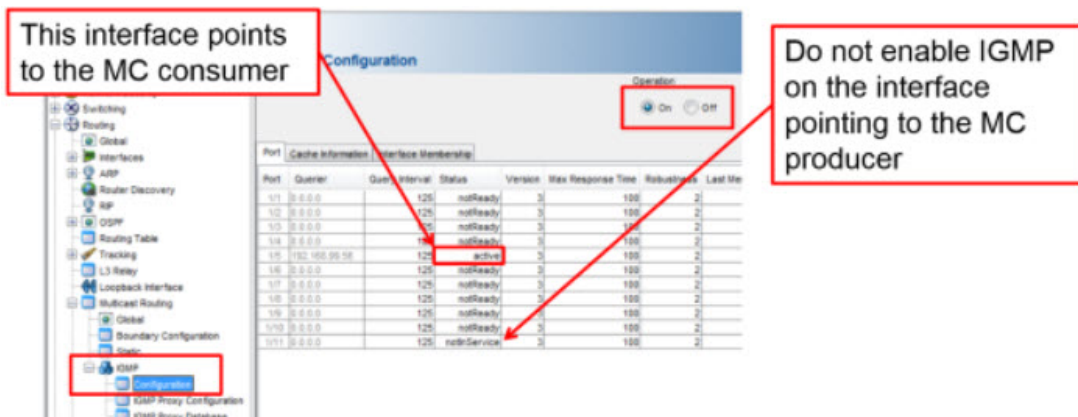 This interface points
to the MC consumer
Configuration
Do not enable IGMP
on the interface
pointing to the MC
producer
Operation
On Off
Switching
Routing
Global
Interfaces
ARP
Router Discovery
RIP
OSPF
Routing Table
Tracking
L3 Relay
Loopback Interface
Multicast Routing
Global
Boundary Configuration
Static
IGMP
Configuration
IGMP Proxy Configuration
IGMP Proxy Database
Port Cache Information Interface Membership
Port Querier Query Interval Status Version Max Response Time Robustness Last Me
1/1 0.0.0.0 125 notReady 3 100 2
1/2 0.0.0.0 125 notReady 3 100 2
1/3 0.0.0.0 125 notReady 3 100 2
1/4 0.0.0.0 notReady 3 100 2
1/5 192.168.99.56 125 active 3 100 2
1/6 0.0.0.0 125 notReady 3 100 2
1/7 0.0.0.0 125 notReady 3 100 2
1/8 0.0.0.0 125 notReady 3 100 2
1/9 0.0.0.0 125 notReady 3 100 2
1/10 0.0.0.0 125 notReady 3 100 2
1/11 0.0.0.0 125 notInService 3 100 2